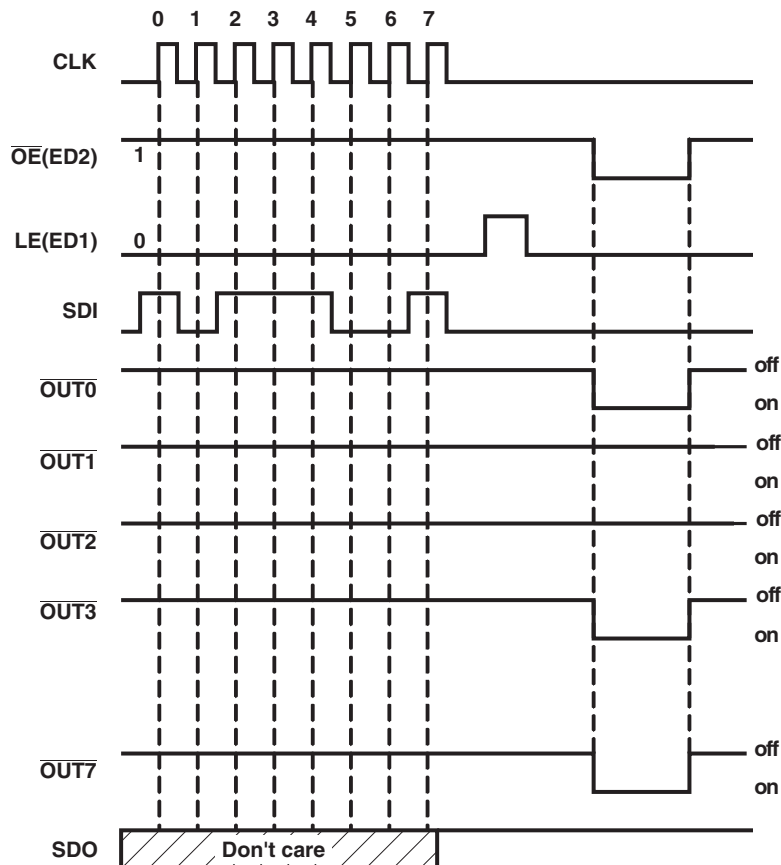 0 1 2 3 4 5 6 7
CLK
OE(ED2) 1
LE(ED1) 0
SDI
off
OUT0
on
off
OUT1
on
off
OUT2
on
off
OUT3
on
off
OUT7
on
SDO Don't care